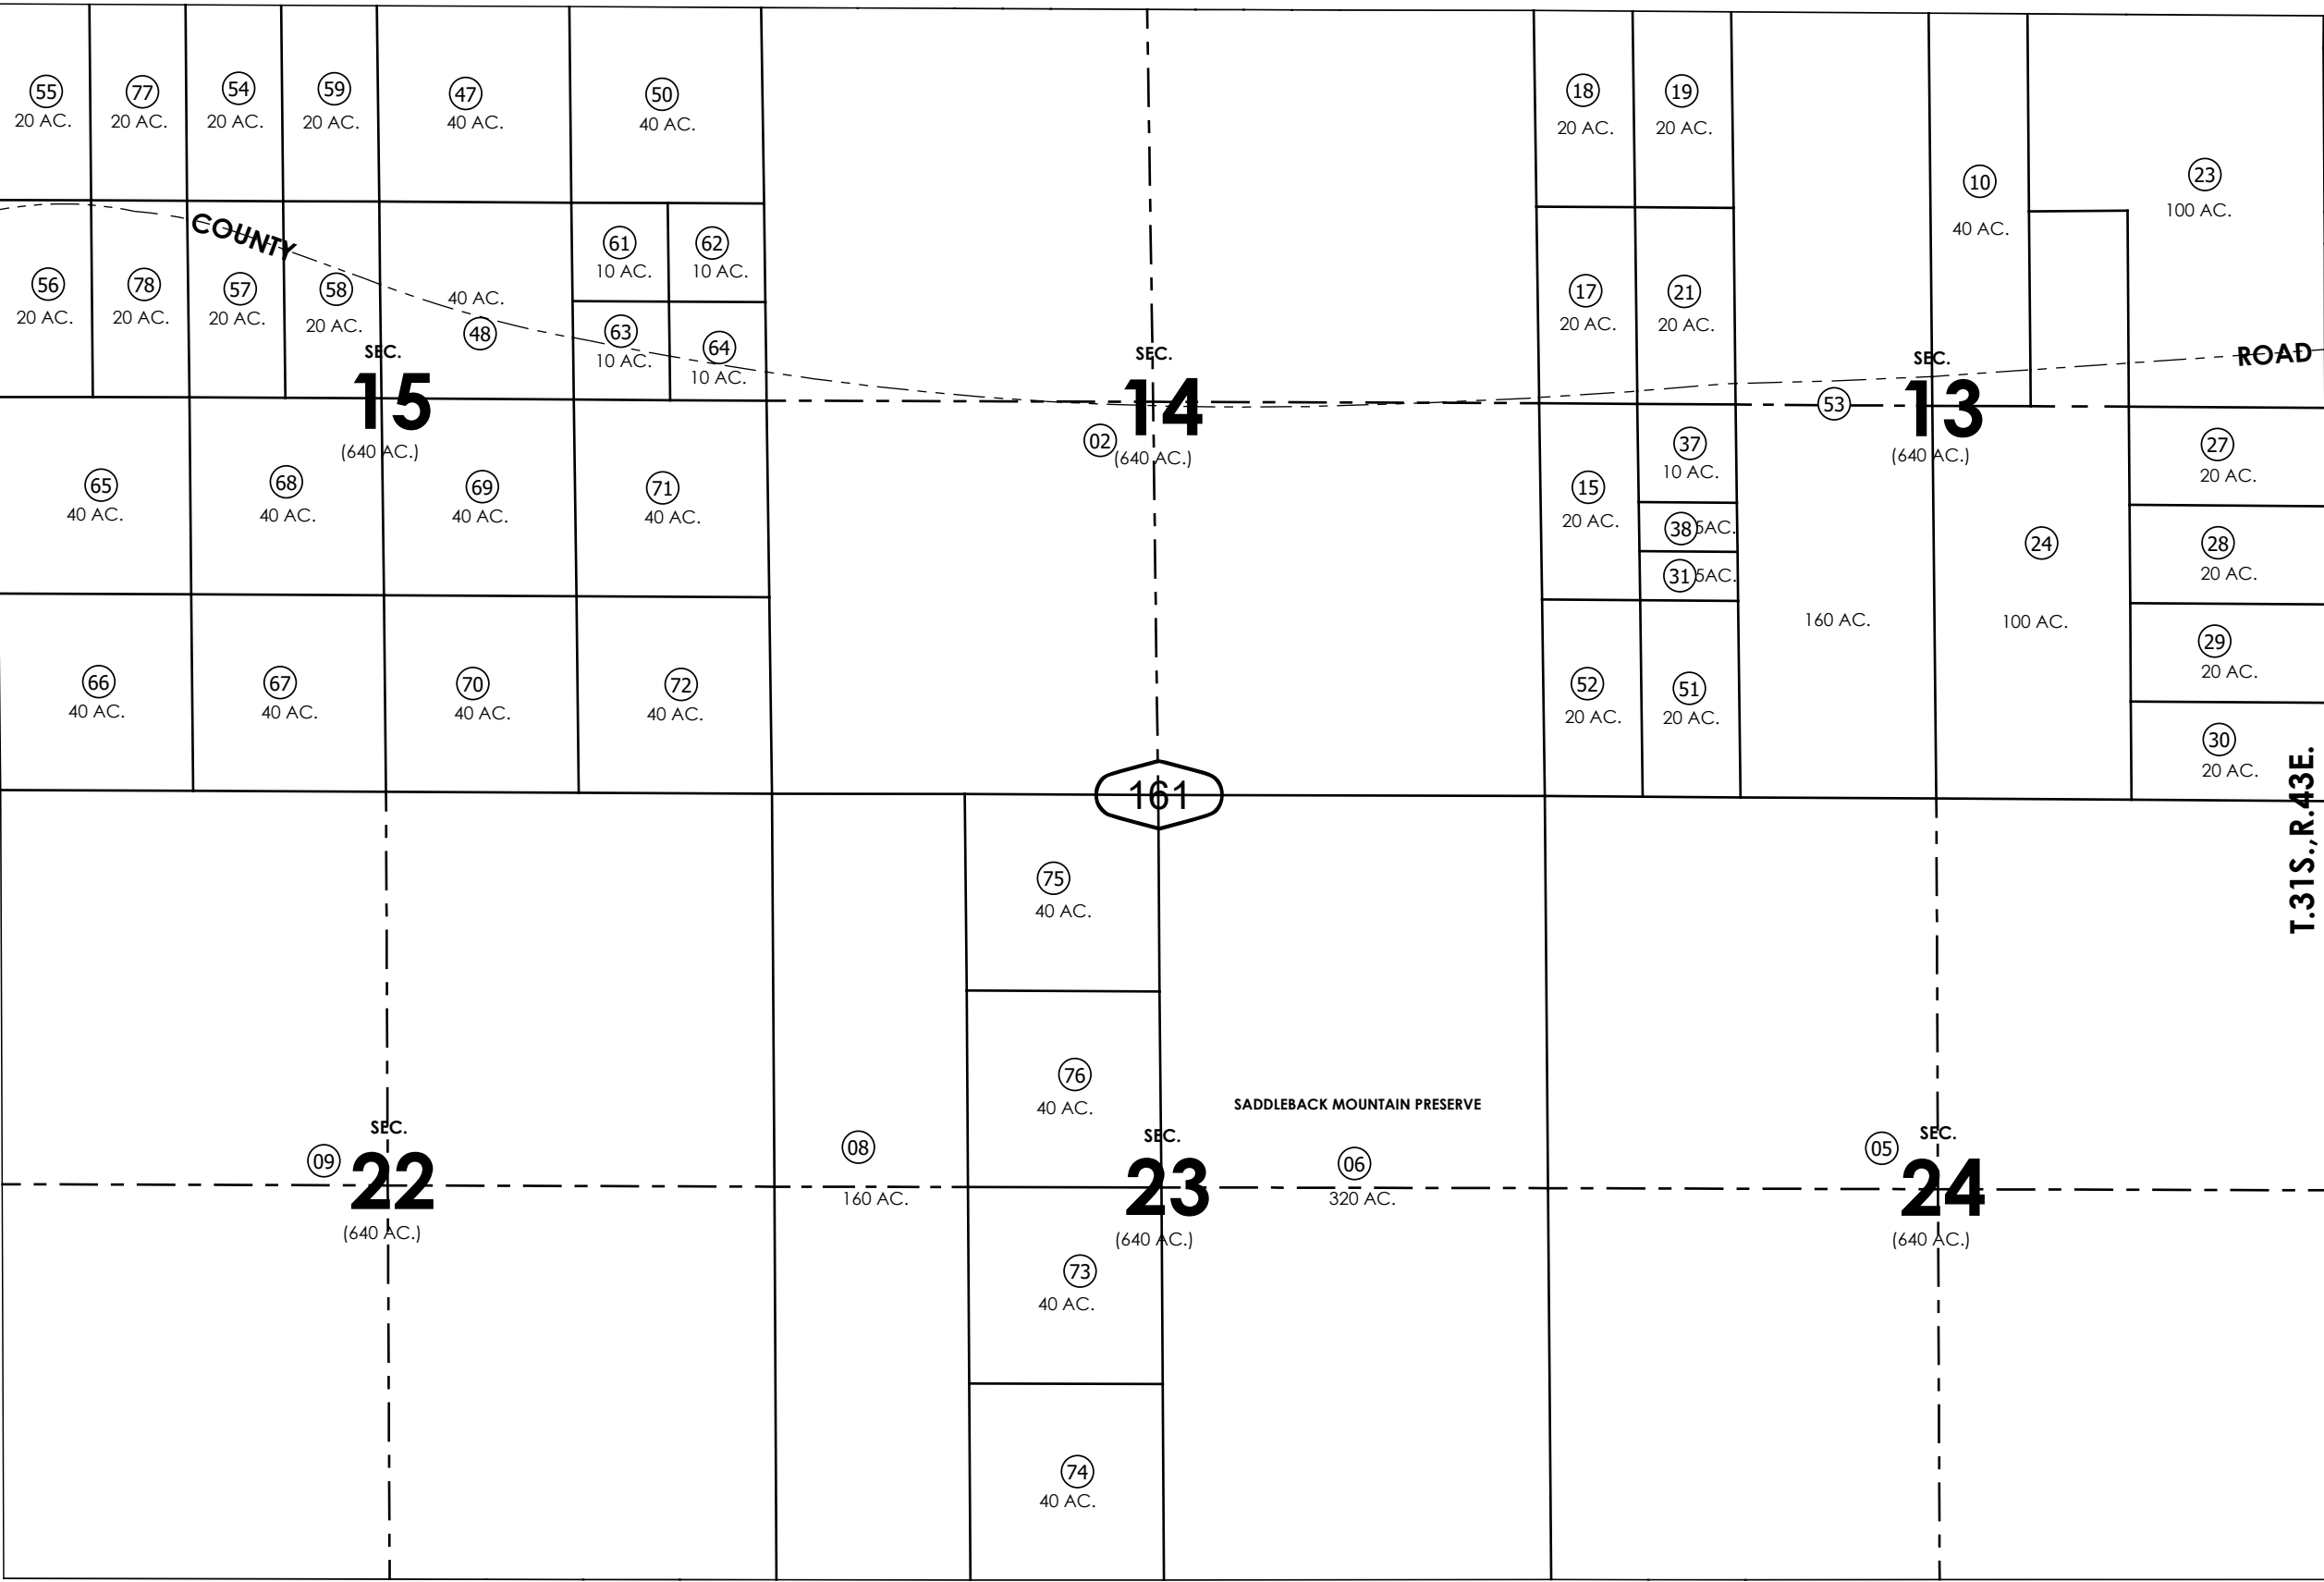 55
20 AC.
77
20 AC.
54
20 AC.
59
20 AC.
47
40 AC.
50
40 AC.
18
20 AC.
19
20 AC.
10
40 AC.
23
100 AC.
COUNTY
56
20 AC.
78
20 AC.
57
20 AC.
58
20 AC.
40 AC.
48
61
10 AC.
62
10 AC.
63
10 AC.
64
10 AC.
17
20 AC.
21
20 AC.
ROAD
SEC.
15
(640 AC.)
SEC.
14
(640 AC.)
02
SEC.
13
(640 AC.)
53
65
40 AC.
68
40 AC.
69
40 AC.
71
40 AC.
15
20 AC.
37
10 AC.
38 5AC.
31 5AC.
160 AC.
24
100 AC.
27
20 AC.
28
20 AC.
29
20 AC.
30
20 AC.
66
40 AC.
67
40 AC.
70
40 AC.
72
40 AC.
52
20 AC.
51
20 AC.
161
T.31S.,R.43E.
75
40 AC.
76
40 AC.
SADDLEBACK MOUNTAIN PRESERVE
SEC.
09 22
(640 AC.)
08
160 AC.
SEC.
23
(640 AC.)
06
320 AC.
05
SEC.
24
(640 AC.)
73
40 AC.
74
40 AC.